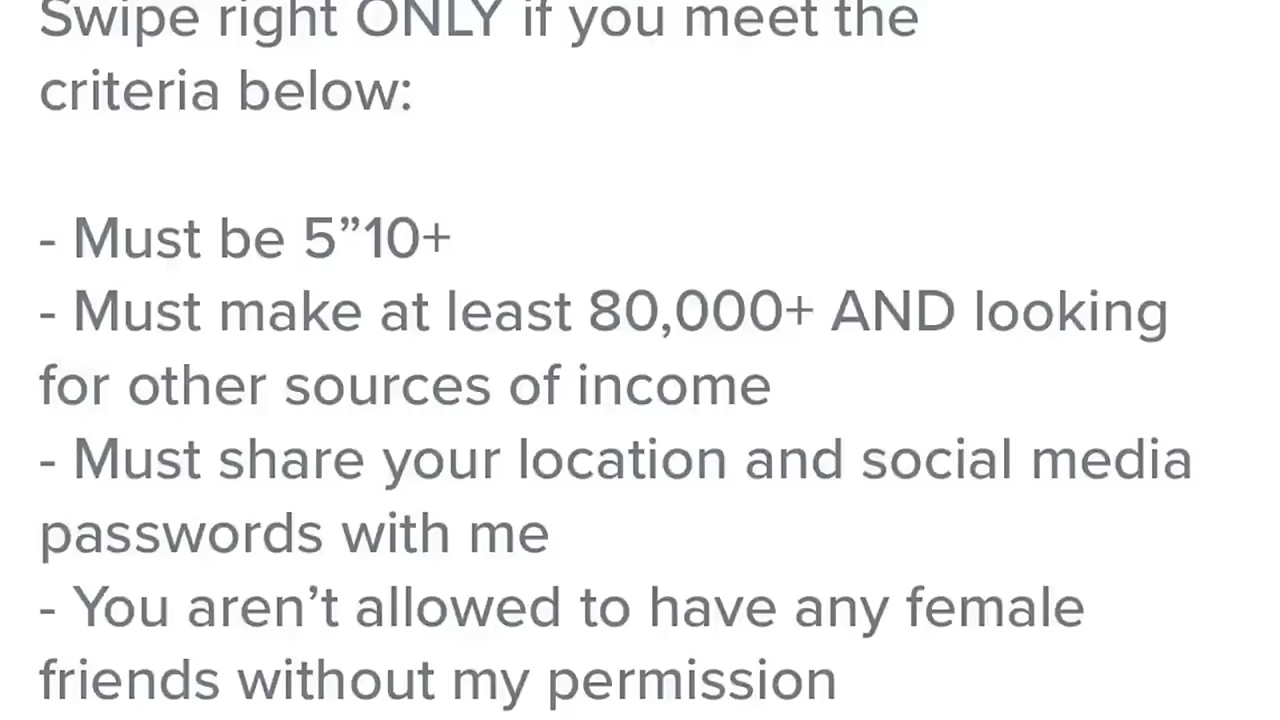 Swipe right ONLY if you meet the
criteria below:
- Must be 5”10+
- Must make at least 80,000+ AND looking
for other sources of income
- Must share your location and social media
passwords with me
- You aren’t allowed to have any female
friends without my permission